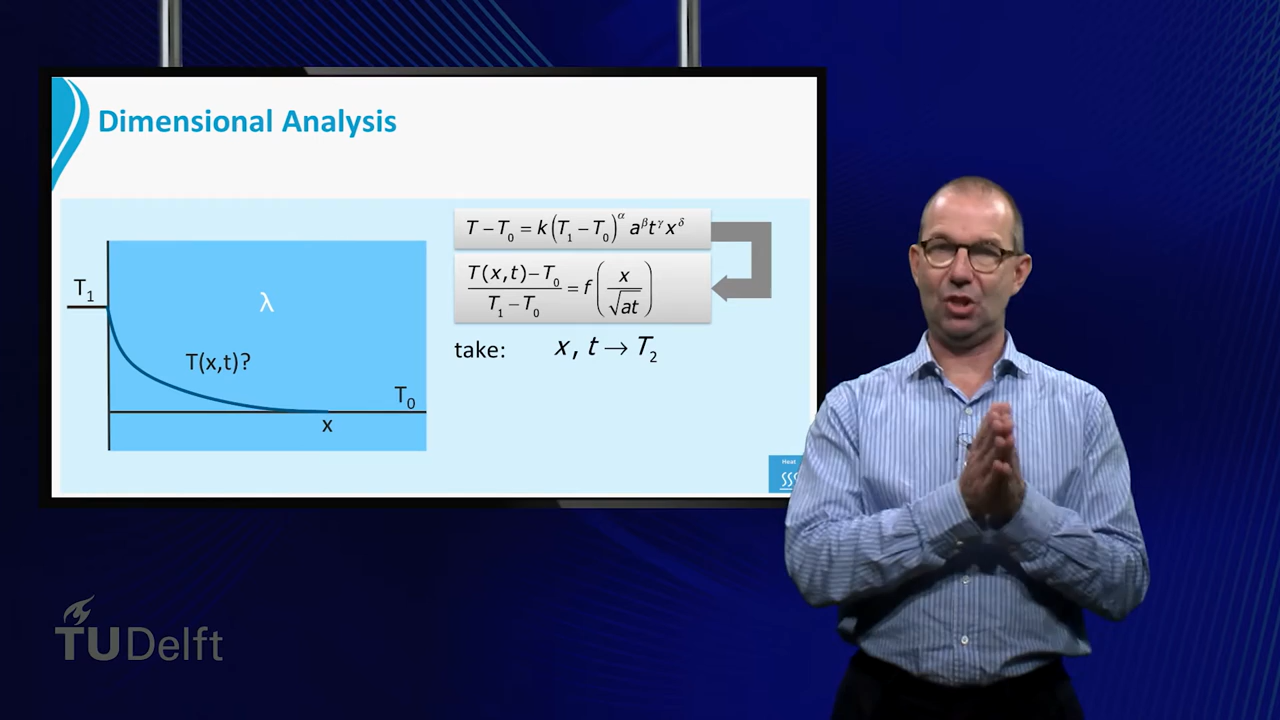 Dimensional Analysis
T − T₀ = k(T₁ − T₀)^α a^β t^γ x^δ
(T(x,t) − T₀) / (T₁ − T₀) = f(x / √at)
take: x, t → T₂
T₁
λ
T(x,t)?
T₀
x
Heat
TU Delft